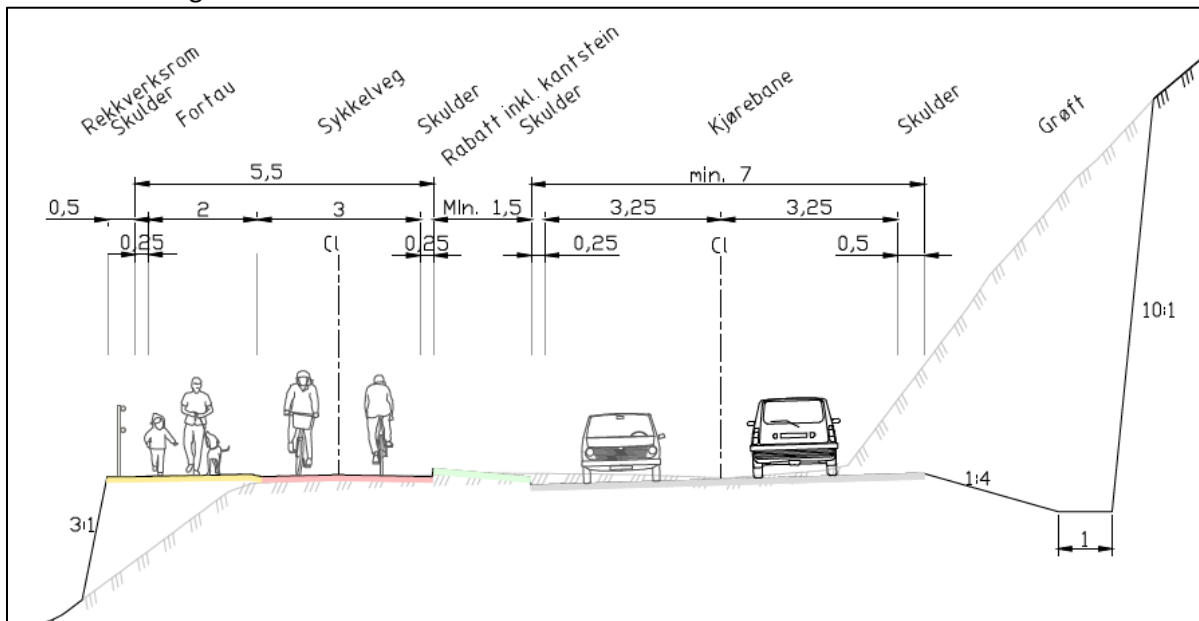 Rekkverksrom
Skulder
Fortau
Sykkelveg
Skulder
Rabatt inkl. kantstein
Skulder
Kjørebane
Skulder
Grøft
5,5
min. 7
0,5
2
3
MIn. 1,5
3,25
3,25
0,25
Cl
0,25
0,25
Cl
0,5
10:1
1:4
3:1
1